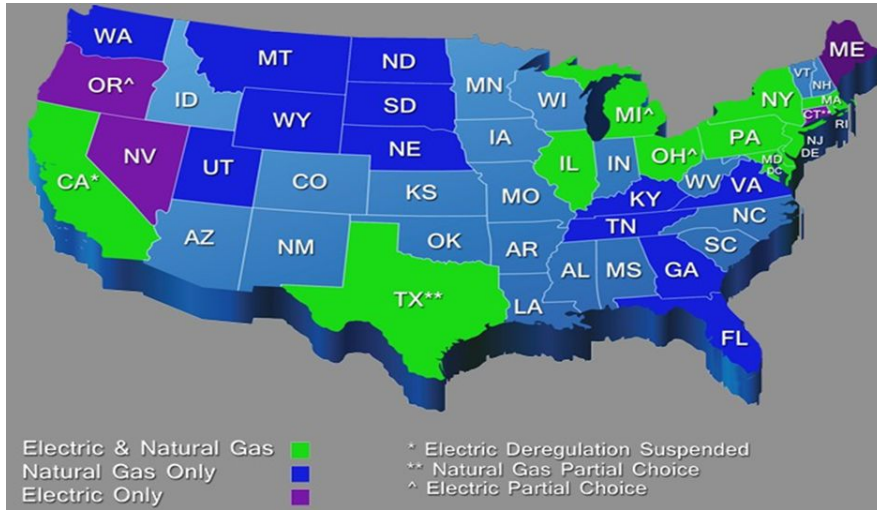 WA
MT
ND
MN
ME
OR^
ID
SD
WI
VT
NH
WY
MI^
NY
MA
CT**
RI
NV
UT
NE
IA
IL
IN
OH^
PA
NJ
DE
MD
DC
CA*
CO
KS
MO
KY
WV
VA
AZ
NM
OK
AR
TN
NC
SC
TX**
LA
AL
MS
GA
FL
Electric & Natural Gas
Natural Gas Only
Electric Only
* Electric Deregulation Suspended
** Natural Gas Partial Choice
^ Electric Partial Choice